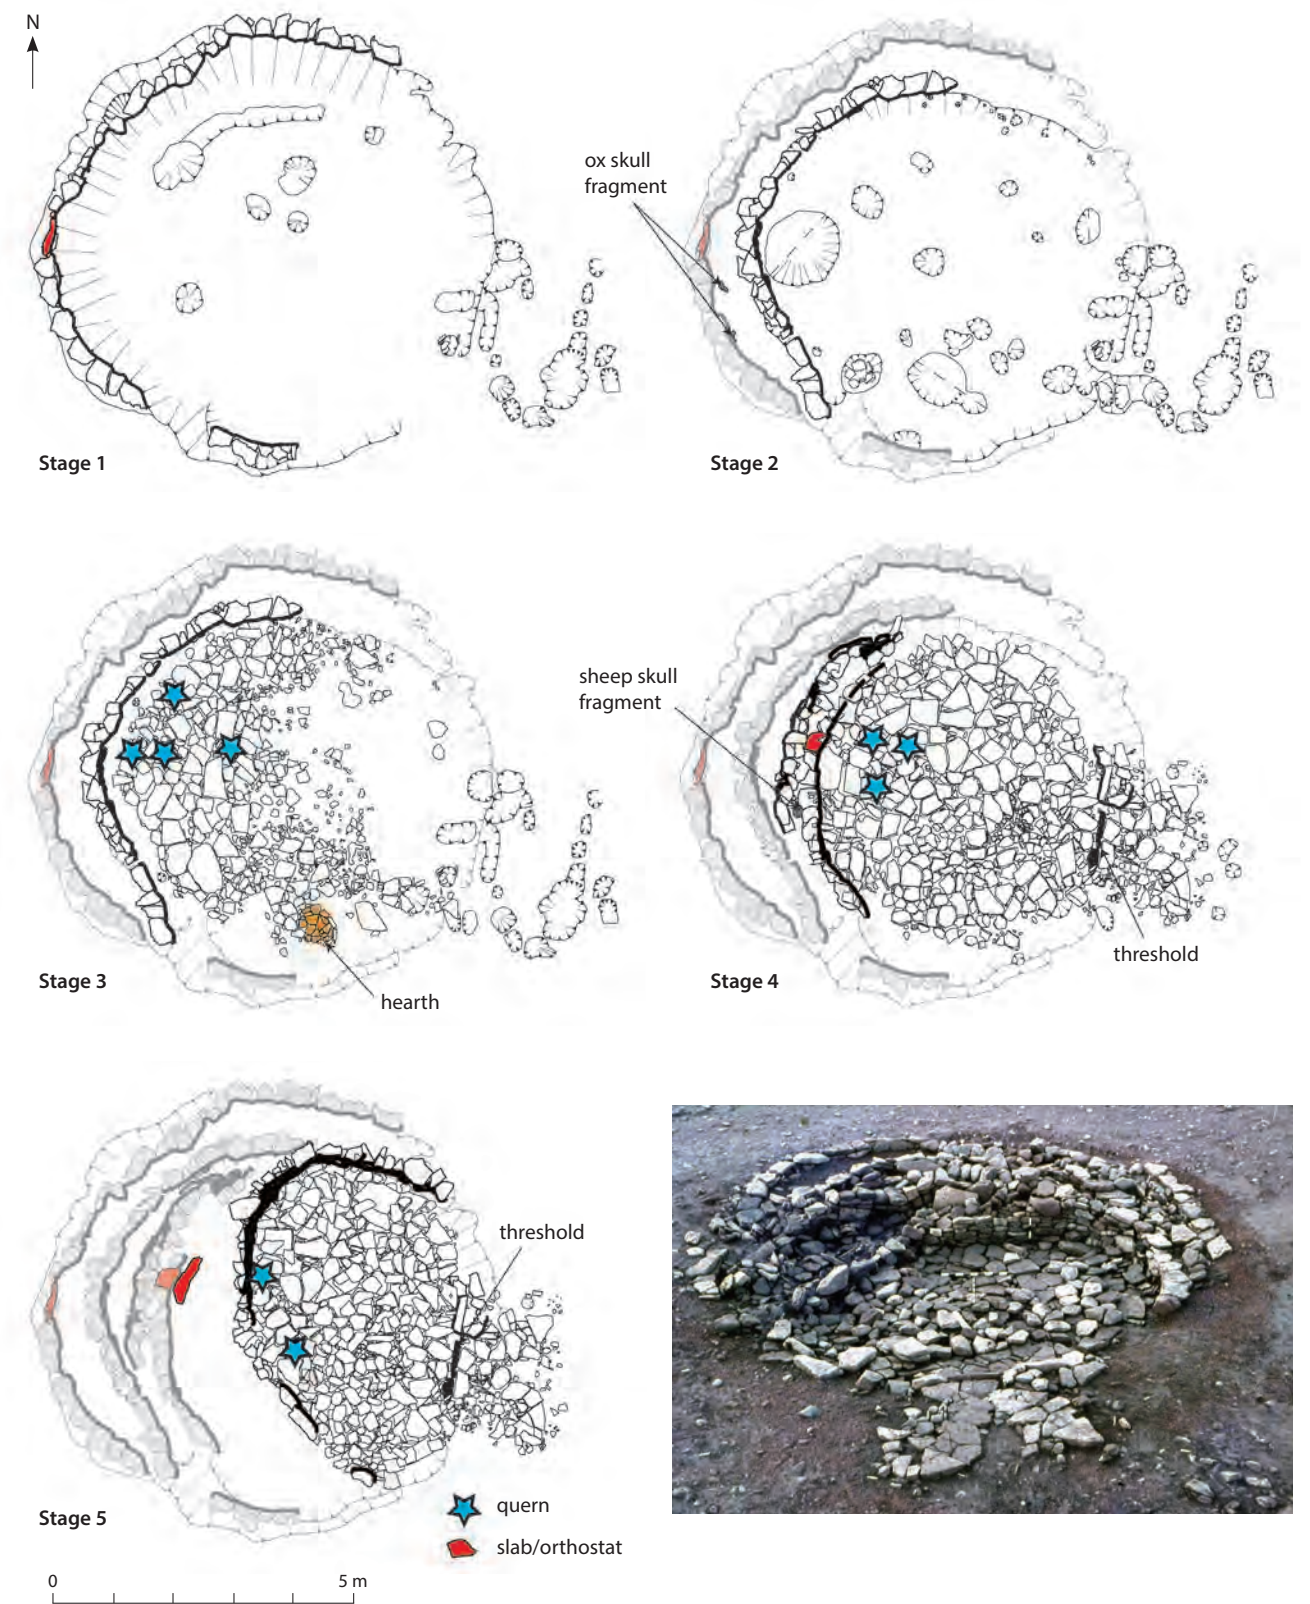 N
Stage 1
ox skull
fragment
Stage 2
Stage 3
hearth
sheep skull
fragment
threshold
Stage 4
threshold
Stage 5
quern
slab/orthostat
0
5 m